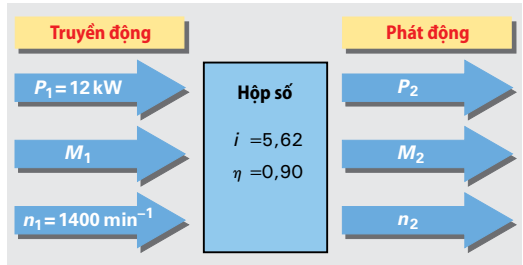 Truyền động
Phát động
P₁ = 12 kW
Hộp số
P₂
i = 5,62
M₁
M₂
η = 0,90
n₁ = 1400 min⁻¹
n₂